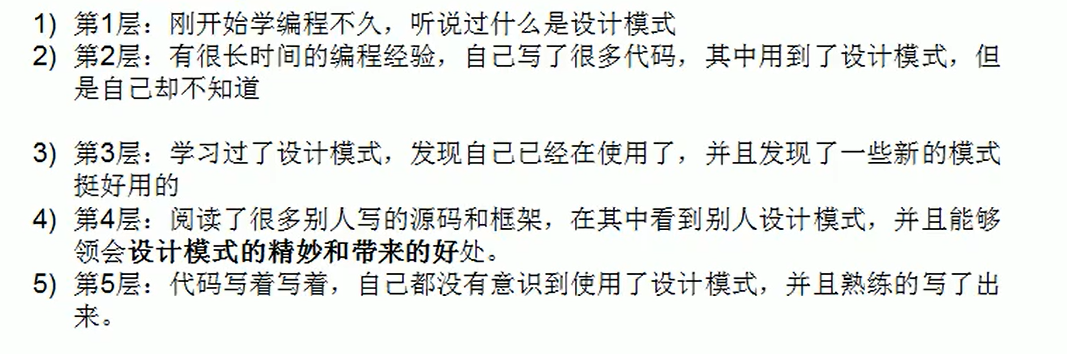 1) 第1层：刚开始学编程不久，听说过什么是设计模式
2) 第2层：有很长时间的编程经验，自己写了很多代码，其中用到了设计模式，但
是自己却不知道
3) 第3层：学习过了设计模式，发现自己已经在使用了，并且发现了一些新的模式
挺好用的
4) 第4层：阅读了很多别人写的源码和框架，在其中看到别人设计模式，并且能够
领会设计模式的精妙和带来的好处。
5) 第5层：代码写着写着，自己都没有意识到使用了设计模式，并且熟练的写了出
来。